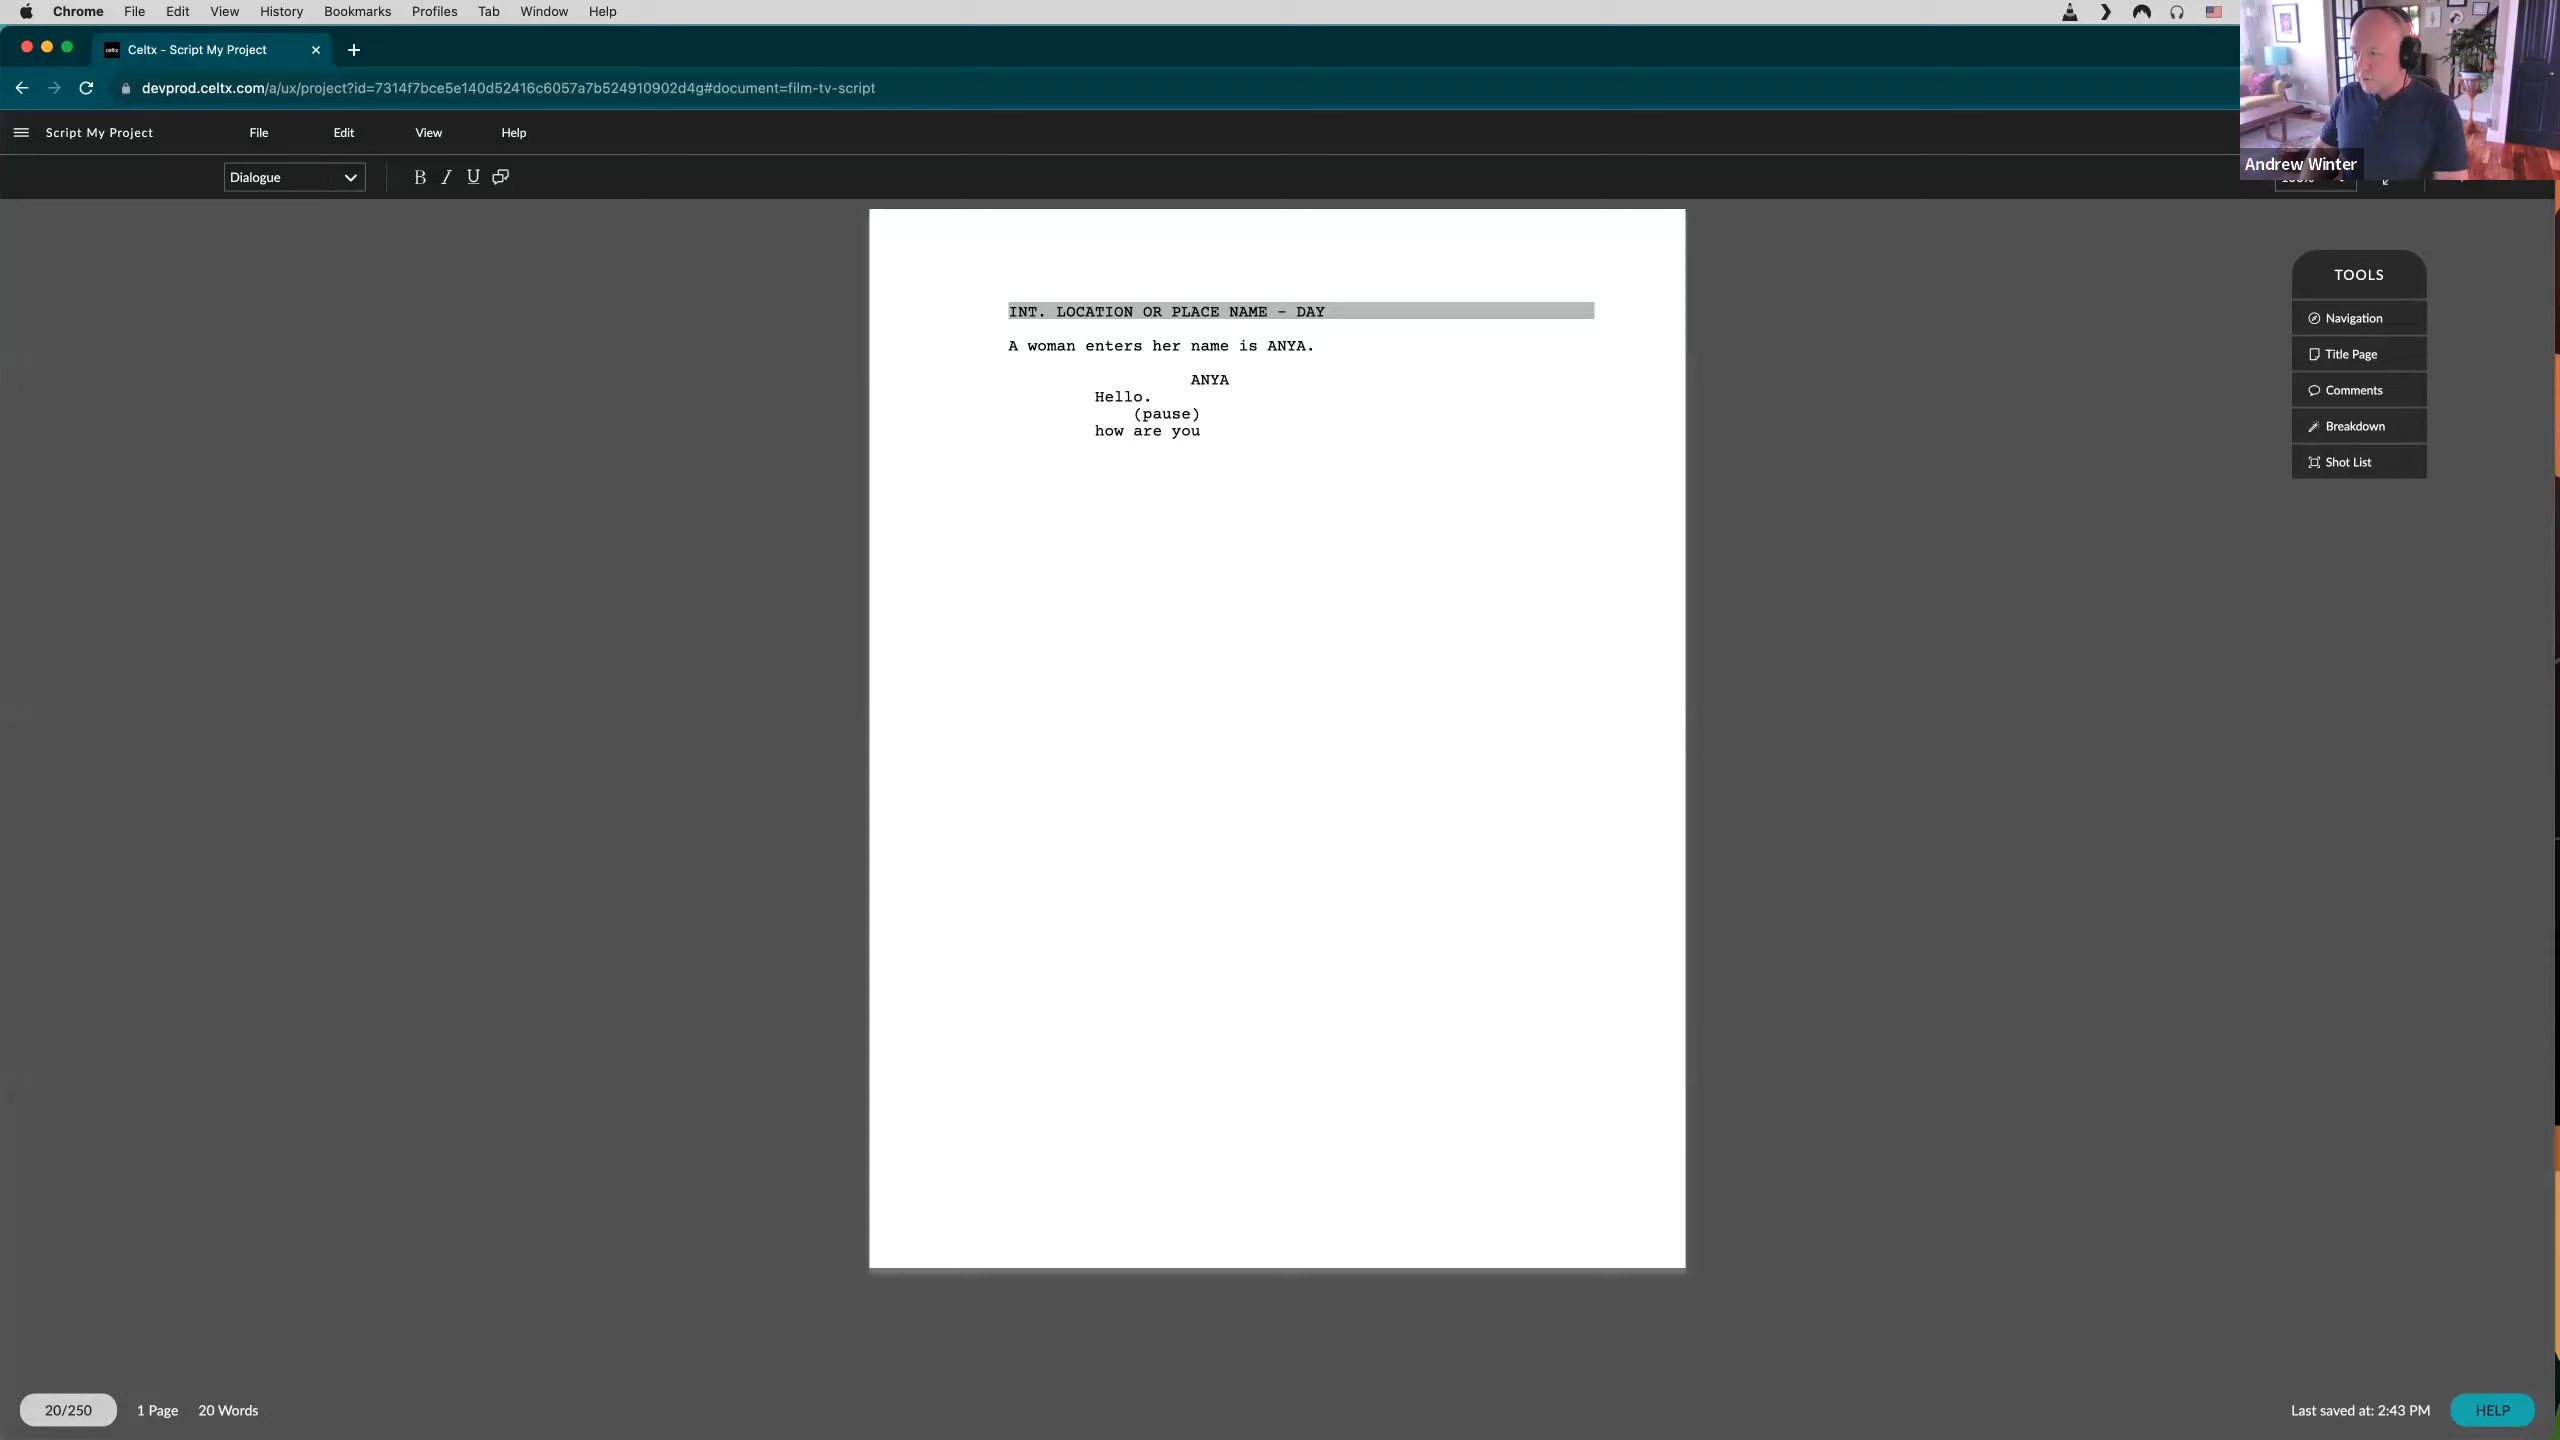 Chrome File Edit View History Bookmarks Profiles Tab Window Help
celtx Celtx - Script My Project
devprod.celtx.com/a/ux/project?id=7314f7bce5e140d52416c6057a7b524910902d4g#document=film-tv-script
Script My Project File Edit View Help
Andrew Winter
Dialogue B I U
TOOLS
Navigation
Title Page
Comments
Breakdown
Shot List
INT. LOCATION OR PLACE NAME - DAY
A woman enters her name is ANYA.
ANYA
Hello.
(pause)
how are you
20/250 1 Page 20 Words
Last saved at: 2:43 PM HELP